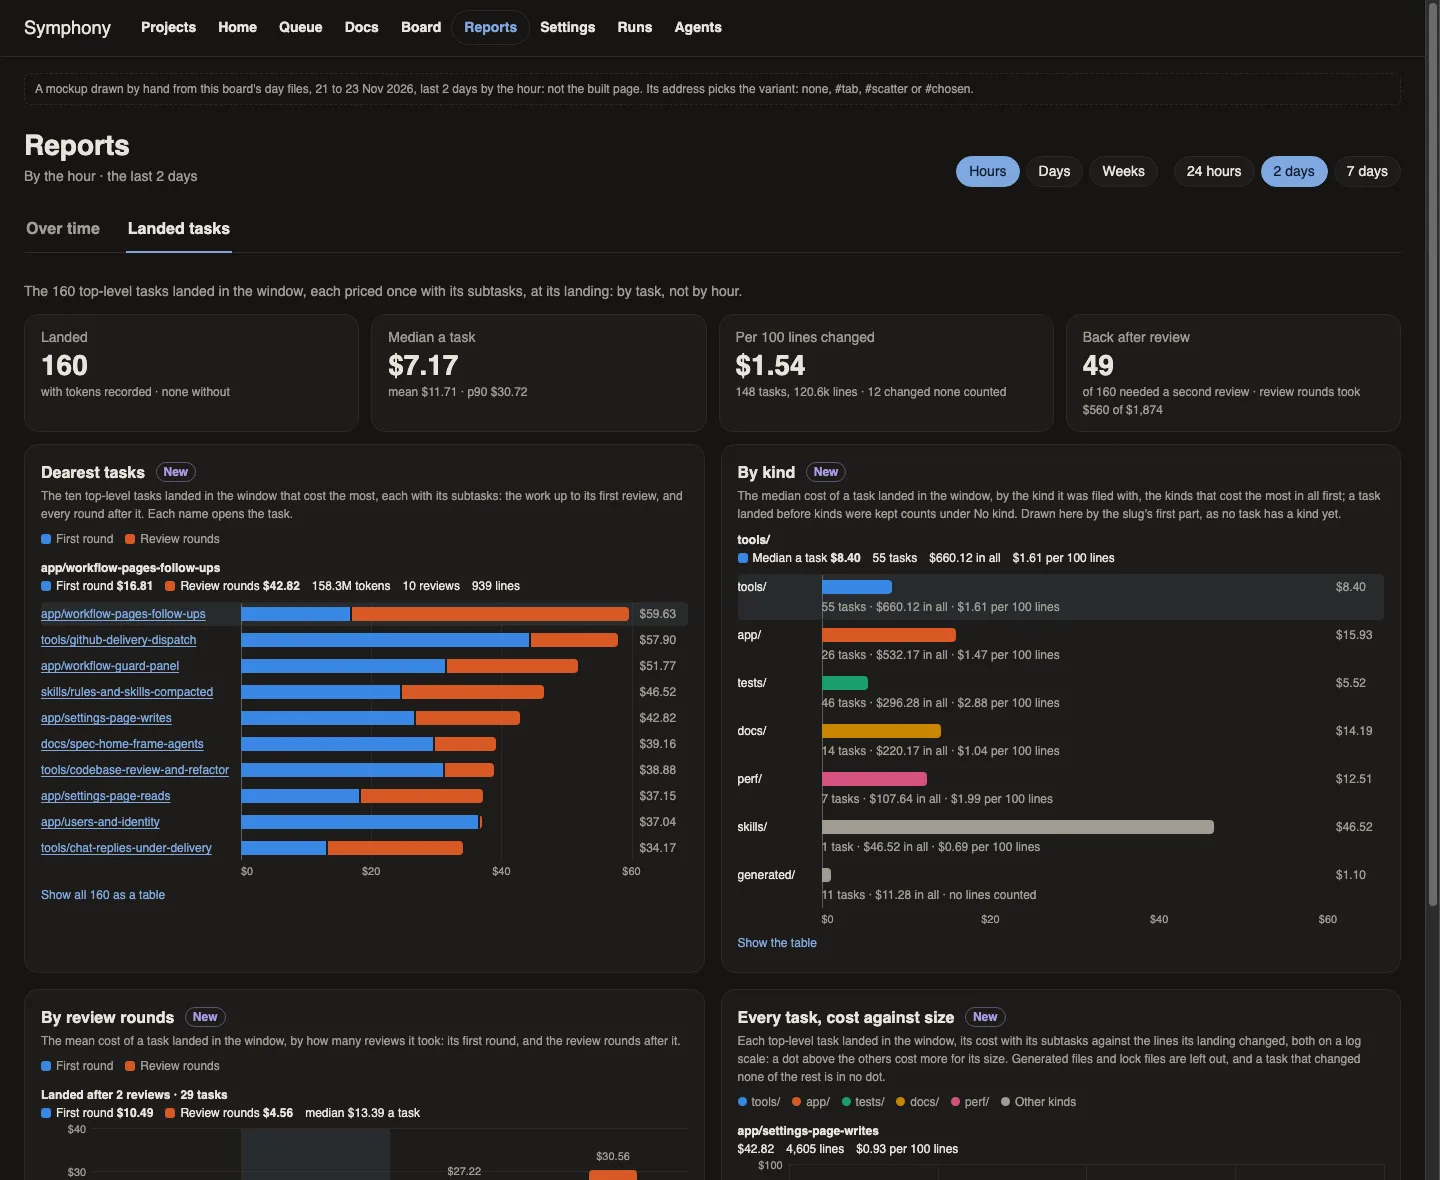 Symphony
Projects Home Queue Docs Board Reports Settings Runs Agents
A mockup drawn by hand from this board's day files, 21 to 23 Nov 2026, last 2 days by the hour: not the built page. Its address picks the variant: none, #tab, #scatter or #chosen.
Reports
By the hour · the last 2 days
Hours Days Weeks 24 hours 2 days 7 days
Over time Landed tasks
The 160 top-level tasks landed in the window, each priced once with its subtasks, at its landing: by task, not by hour.
Landed
160
with tokens recorded · none without
Median a task
$7.17
mean $11.71 · p90 $30.72
Per 100 lines changed
$1.54
148 tasks, 120.6k lines · 12 changed none counted
Back after review
49
of 160 needed a second review · review rounds took
$560 of $1,874
Dearest tasks New
The ten top-level tasks landed in the window that cost the most, each with its subtasks: the work up to its first review, and
every round after it. Each name opens the task.
First round Review rounds
app/workflow-pages-follow-ups
First round $16.81 Review rounds $42.82 158.3M tokens 10 reviews 939 lines
app/workflow-pages-follow-ups $59.63
tools/github-delivery-dispatch $57.90
app/workflow-guard-panel $51.77
skills/rules-and-skills-compacted $46.52
app/settings-page-writes $42.82
docs/spec-home-frame-agents $39.16
tools/codebase-review-and-refactor $38.88
app/settings-page-reads $37.15
app/users-and-identity $37.04
tools/chat-replies-under-delivery $34.17
$0 $20 $40 $60
Show all 160 as a table
By kind New
The median cost of a task landed in the window, by the kind it was filed with, the kinds that cost the most in all first; a task
landed before kinds were kept counts under No kind. Drawn here by the slug's first part, as no task has a kind yet.
tools/
Median a task $8.40 55 tasks $660.12 in all $1.61 per 100 lines
tools/ $8.40
55 tasks · $660.12 in all · $1.61 per 100 lines
app/ $15.93
26 tasks · $532.17 in all · $1.47 per 100 lines
tests/ $5.52
46 tasks · $296.28 in all · $2.88 per 100 lines
docs/ $14.19
14 tasks · $220.17 in all · $1.04 per 100 lines
perf/ $12.51
7 tasks · $107.64 in all · $1.99 per 100 lines
skills/ $46.52
1 task · $46.52 in all · $0.69 per 100 lines
generated/ $1.10
11 tasks · $11.28 in all · no lines counted
$0 $20 $40 $60
Show the table
By review rounds New
The mean cost of a task landed in the window, by how many reviews it took: its first round, and the review rounds after it.
First round Review rounds
Landed after 2 reviews · 29 tasks
First round $10.49 Review rounds $4.56 median $13.39 a task
$40
$30.56
$30 $27.22
Every task, cost against size New
Each top-level task landed in the window, its cost with its subtasks against the lines its landing changed, both on a log
scale: a dot above the others cost more for its size. Generated files and lock files are left out, and a task that changed
none of the rest is in no dot.
tools/ app/ tests/ docs/ perf/ Other kinds
app/settings-page-writes
$42.82 4,605 lines $0.93 per 100 lines
$100